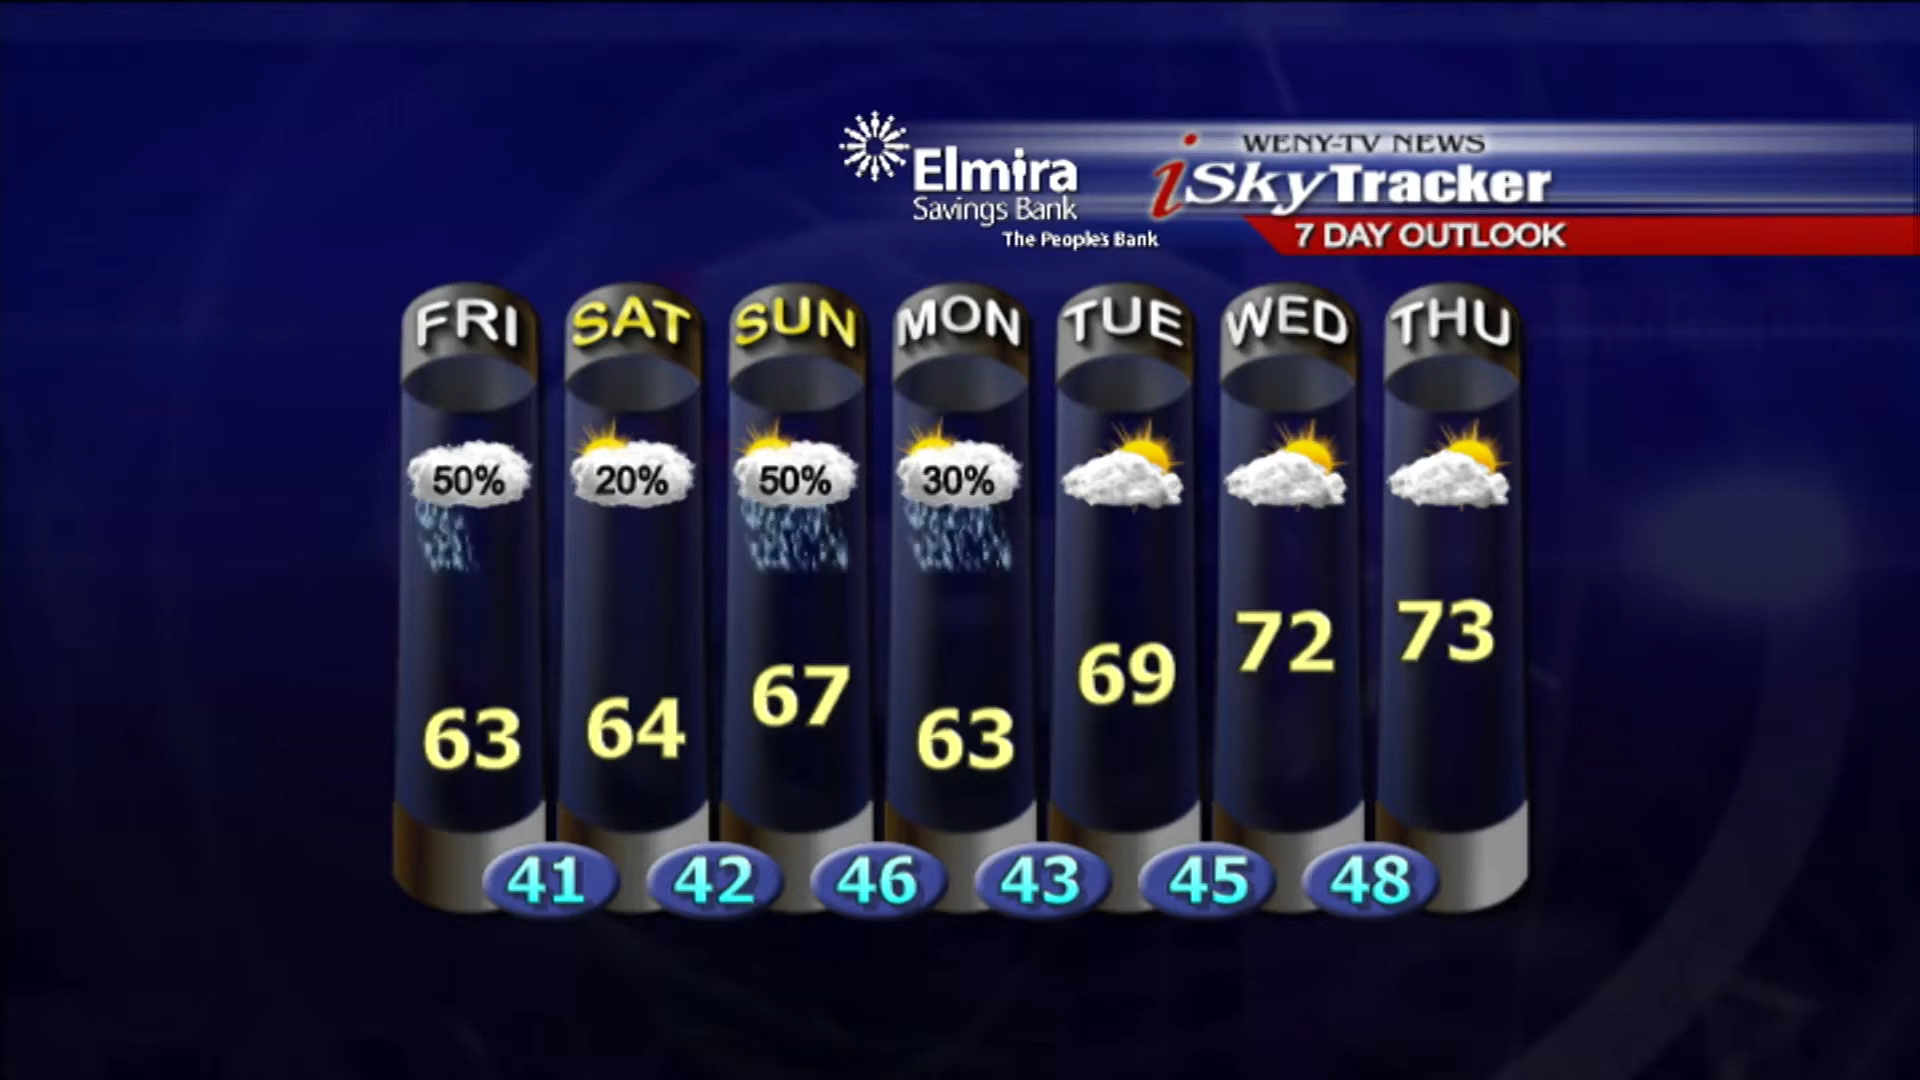 WENY-TV NEWS
Elmira
iSkyTracker
Savings Bank
The People's Bank
7 DAY OUTLOOK
FRI SAT SUN MON TUE WED THU
50% 20% 50% 30%
63 64 67 63 69 72 73
41 42 46 43 45 48